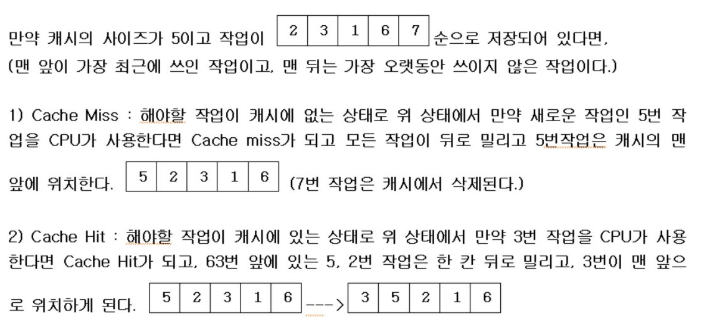 만약 캐시의 사이즈가 5이고 작업이 2 3 1 6 7 순으로 저장되어 있다면,
(맨 앞이 가장 최근에 쓰인 작업이고, 맨 뒤는 가장 오랫동안 쓰이지 않은 작업이다.)
1) Cache Miss : 해야할 작업이 캐시에 없는 상태로 위 상태에서 만약 새로운 작업인 5번 작
업을 CPU가 사용한다면 Cache miss가 되고 모든 작업이 뒤로 밀리고 5번작업은 캐시의 맨
앞에 위치한다. 5 2 3 1 6 (7번 작업은 캐시에서 삭제된다.)
2) Cache Hit : 해야할 작업이 캐시에 있는 상태로 위 상태에서 만약 3번 작업을 CPU가 사용
한다면 Cache Hit가 되고, 63번 앞에 있는 5, 2번 작업은 한 칸 뒤로 밀리고, 3번이 맨 앞으
로 위치하게 된다. 5 2 3 1 6 ---> 3 5 2 1 6